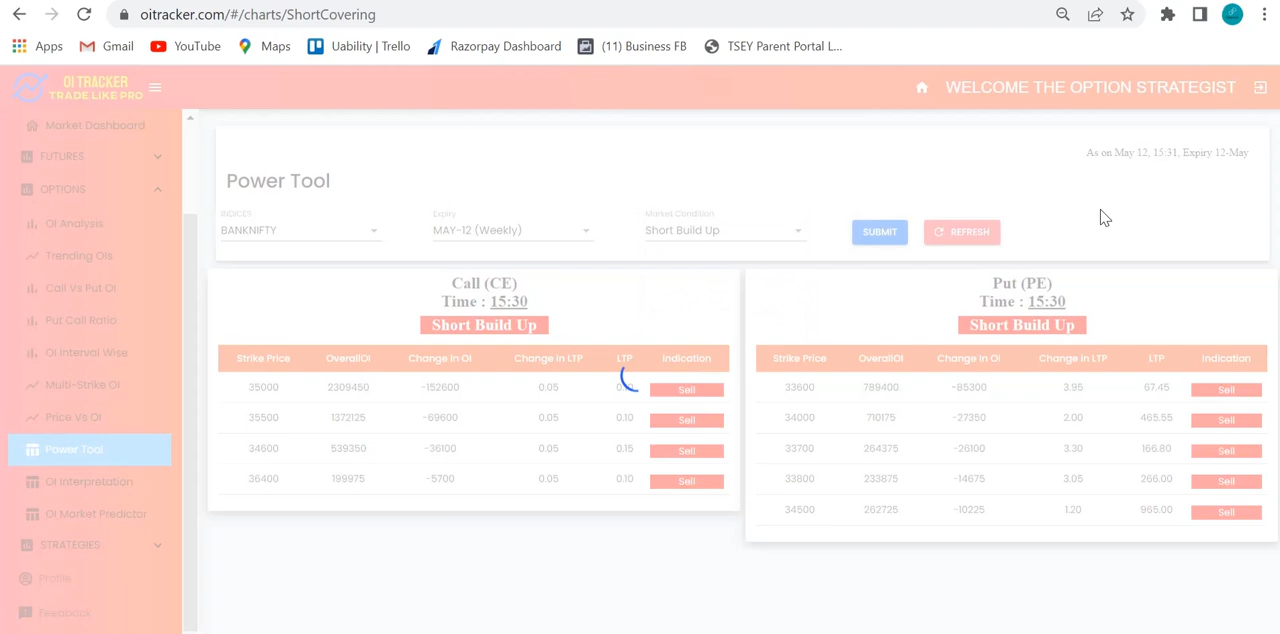 oitracker.com/#/charts/ShortCovering
Apps Gmail YouTube Maps Uability | Trello Razorpay Dashboard (11) Business FB TSEY Parent Portal L...
OI TRACKER
TRADE LIKE PRO
WELCOME THE OPTION STRATEGIST
Market Dashboard
FUTURES
OPTIONS
OI Analysis
Trending OIs
Call Vs Put OI
Put Call Ratio
OI Interval Wise
Multi-Strike OI
Price Vs OI
Power Tool
OI Interpretation
OI Market Predictor
STRATEGIES
Profile
Feedback
As on May 12, 15:31, Expiry 12-May
Power Tool
INDICES Expiry Market Condition
BANKNIFTY MAY-12 (Weekly) Short Build Up SUBMIT REFRESH
Call (CE)
Time : 15:30
Short Build Up
Strike Price OverallOI Change in OI Change in LTP LTP Indication
35000 2309450 -152600 0.05 0.10 Sell
35500 1372125 -69600 0.05 0.10 Sell
34600 539350 -36100 0.05 0.15 Sell
36400 199975 -5700 0.05 0.10 Sell
Put (PE)
Time : 15:30
Short Build Up
Strike Price OverallOI Change in OI Change in LTP LTP Indication
33600 789400 -85300 3.95 67.45 Sell
34000 710175 -27350 2.00 465.55 Sell
33700 264375 -26100 3.30 166.80 Sell
33800 233875 -14675 3.05 266.00 Sell
34500 262725 -10225 1.20 965.00 Sell